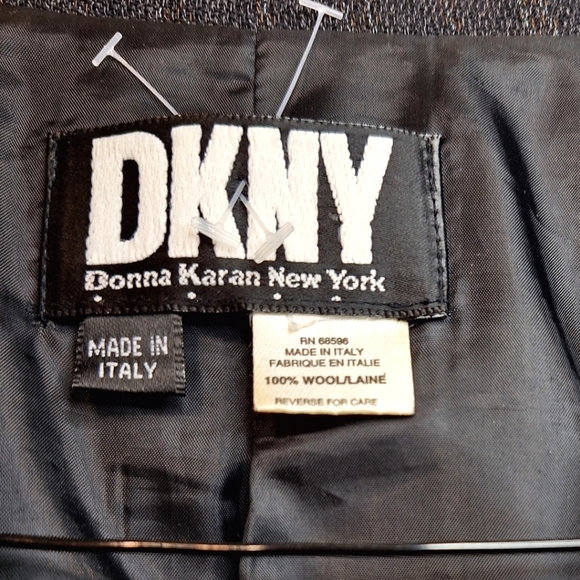 DKNY
Donna Karan New York
MADE IN
ITALY
RN 68596
MADE IN ITALY
FABRIQUE EN ITALIE
100% WOOL/LAINE
REVERSE FOR CARE